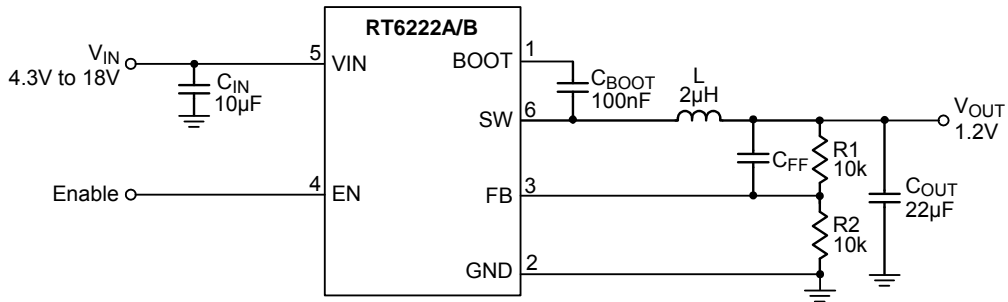 RT6222A/B
V_IN
4.3V to 18V
5
VIN
C_IN
10µF
Enable
4
EN
BOOT
1
C_BOOT
100nF
SW
6
L
2µH
V_OUT
1.2V
C_FF
R1
10k
FB
3
C_OUT
22µF
R2
10k
GND
2